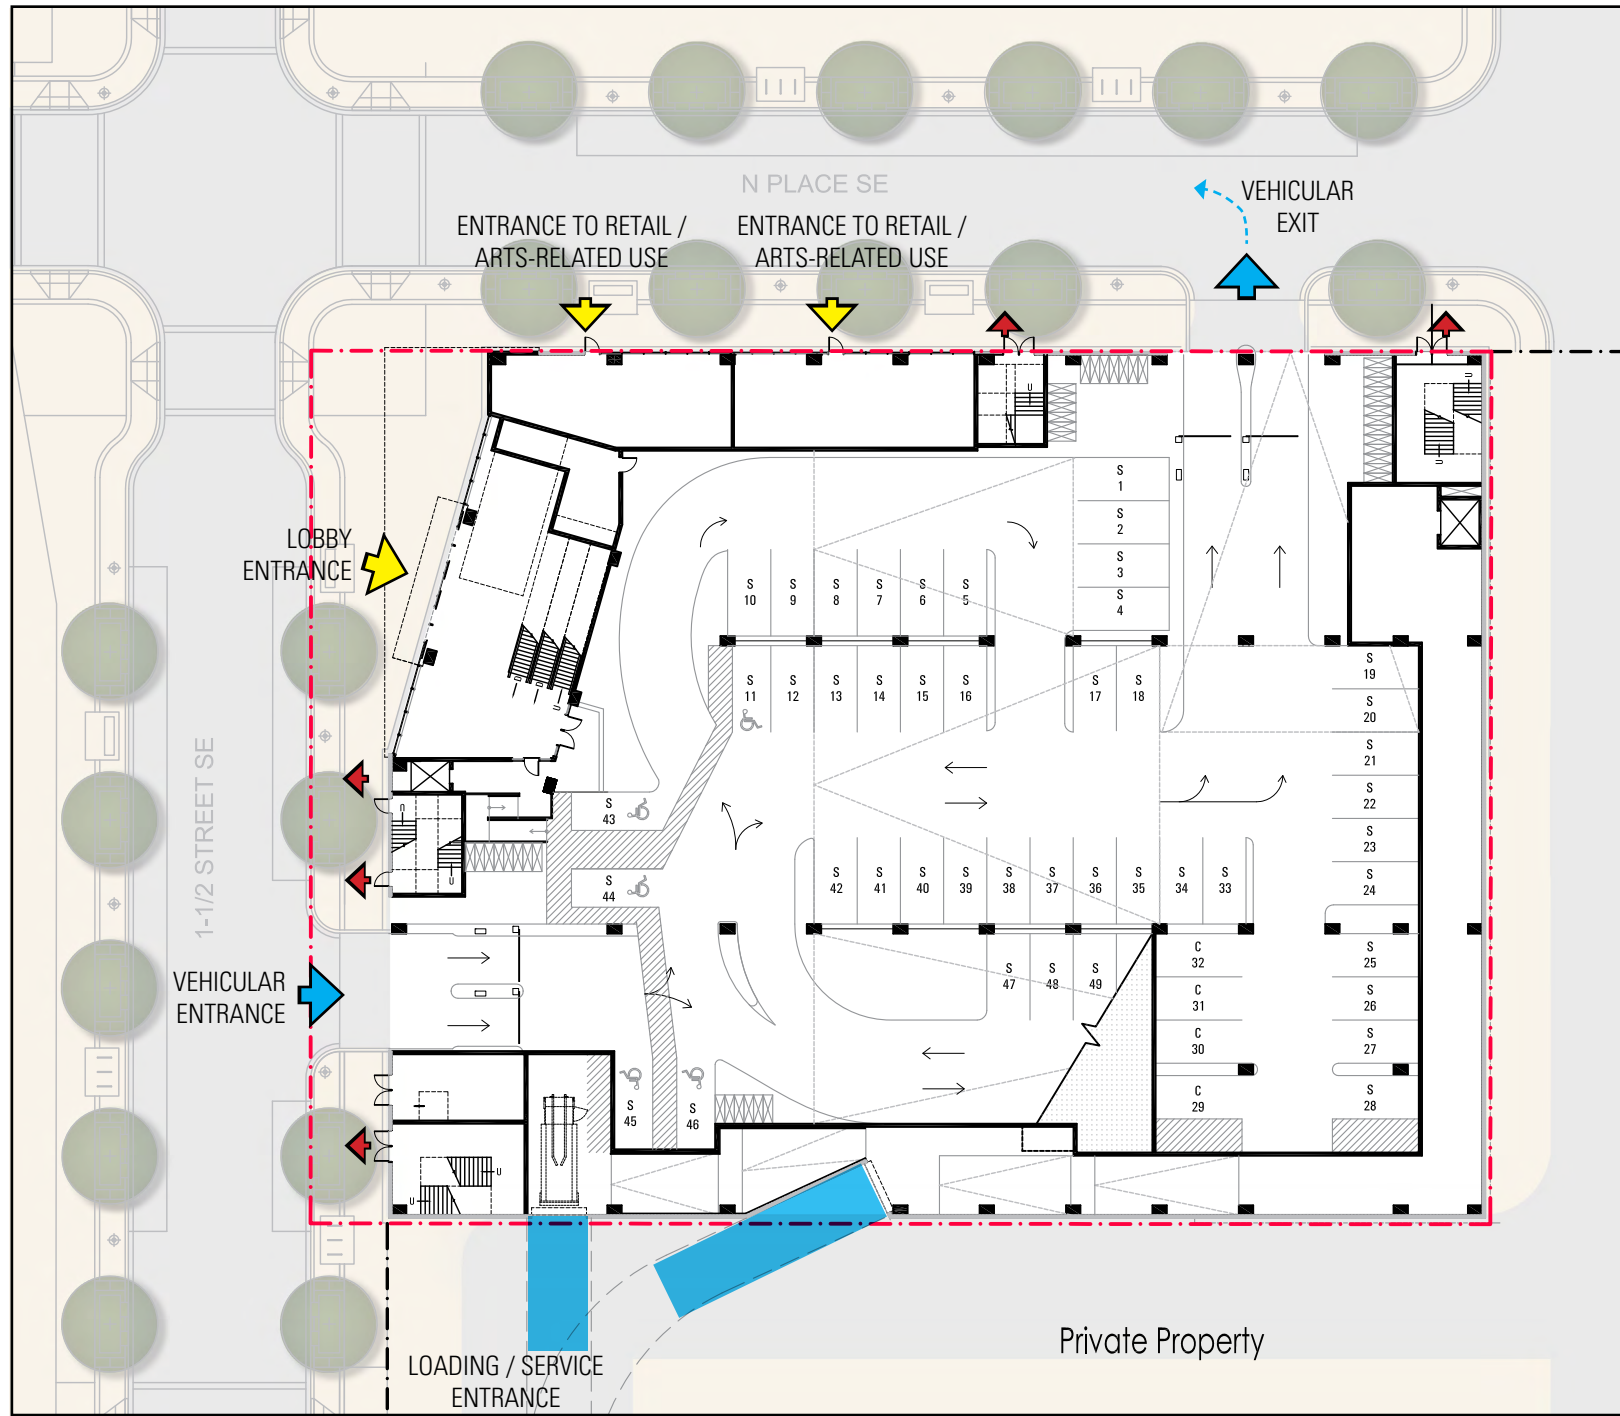 N PLACE SE
VEHICULAR
EXIT
ENTRANCE TO RETAIL /
ARTS-RELATED USE
ENTRANCE TO RETAIL /
ARTS-RELATED USE
LOBBY
ENTRANCE
1-1/2 STREET SE
VEHICULAR
ENTRANCE
LOADING / SERVICE
ENTRANCE
Private Property
S
1
S
2
S
3
S
4
S
10
S
9
S
8
S
7
S
6
S
5
S
11
S
12
S
13
S
14
S
15
S
16
S
17
S
18
S
19
S
20
S
21
S
22
S
23
S
24
S
43
S
44
S
42
S
41
S
40
S
39
S
38
S
37
S
36
S
35
S
34
S
33
S
47
S
48
S
49
C
32
C
31
C
30
C
29
S
25
S
26
S
27
S
28
S
45
S
46
U
U
U
U
U
U
U
U